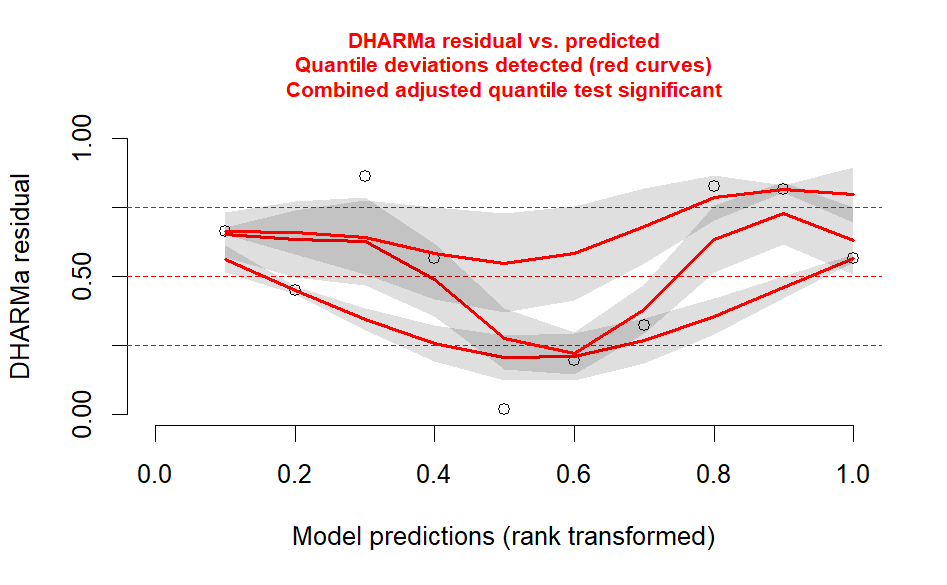 DHARMa residual vs. predicted
Quantile deviations detected (red curves)
Combined adjusted quantile test significant
DHARMa residual
1.00
0.50
0.00
0.0 0.2 0.4 0.6 0.8 1.0
Model predictions (rank transformed)